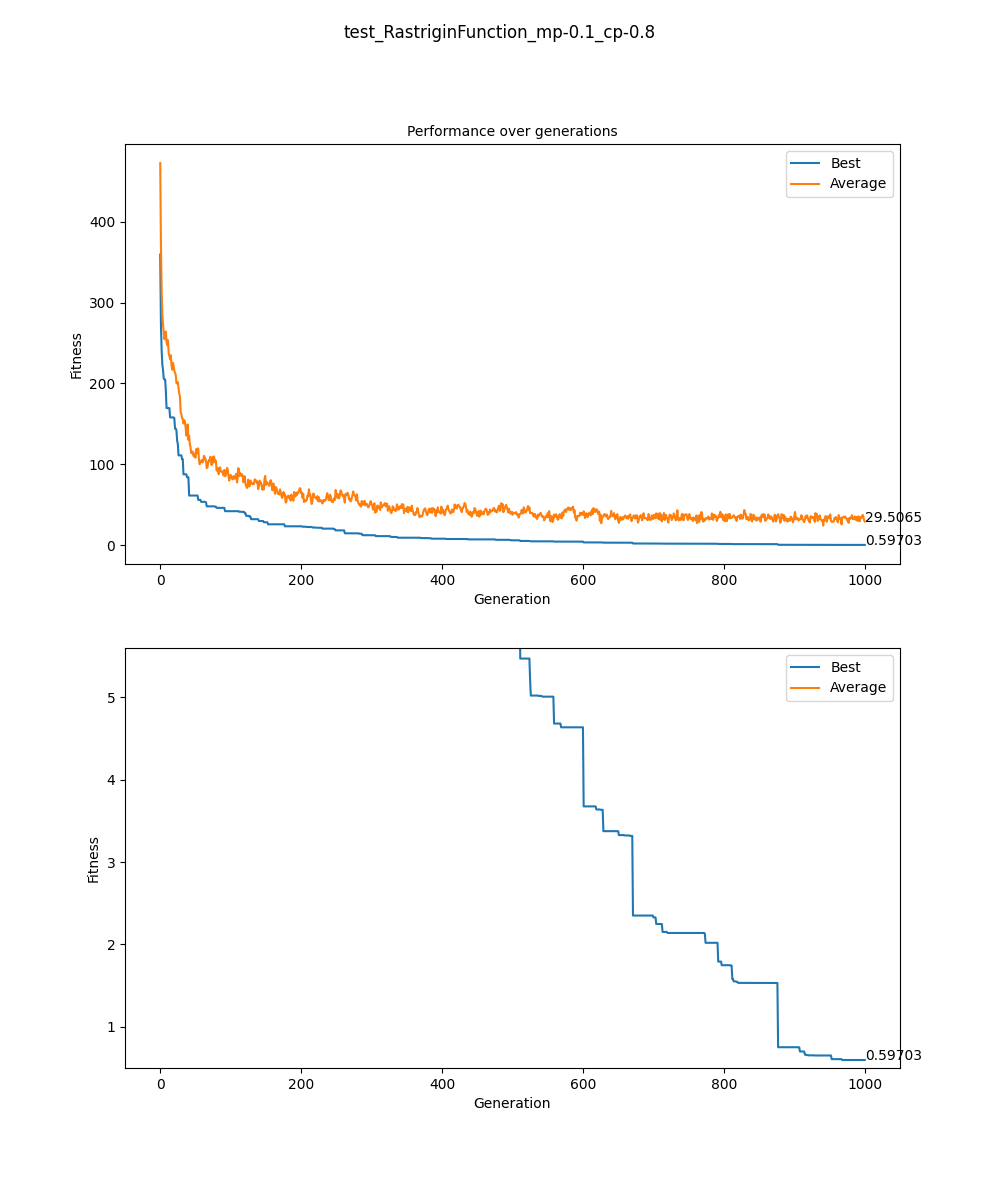 test_RastriginFunction_mp-0.1_cp-0.8
Performance over generations
Best
Average
Fitness
400
300
200
100
0
29.5065
0.59703
0 200 400 600 800 1000
Generation
Best
Average
Fitness
5
4
3
2
1
0.59703
0 200 400 600 800 1000
Generation